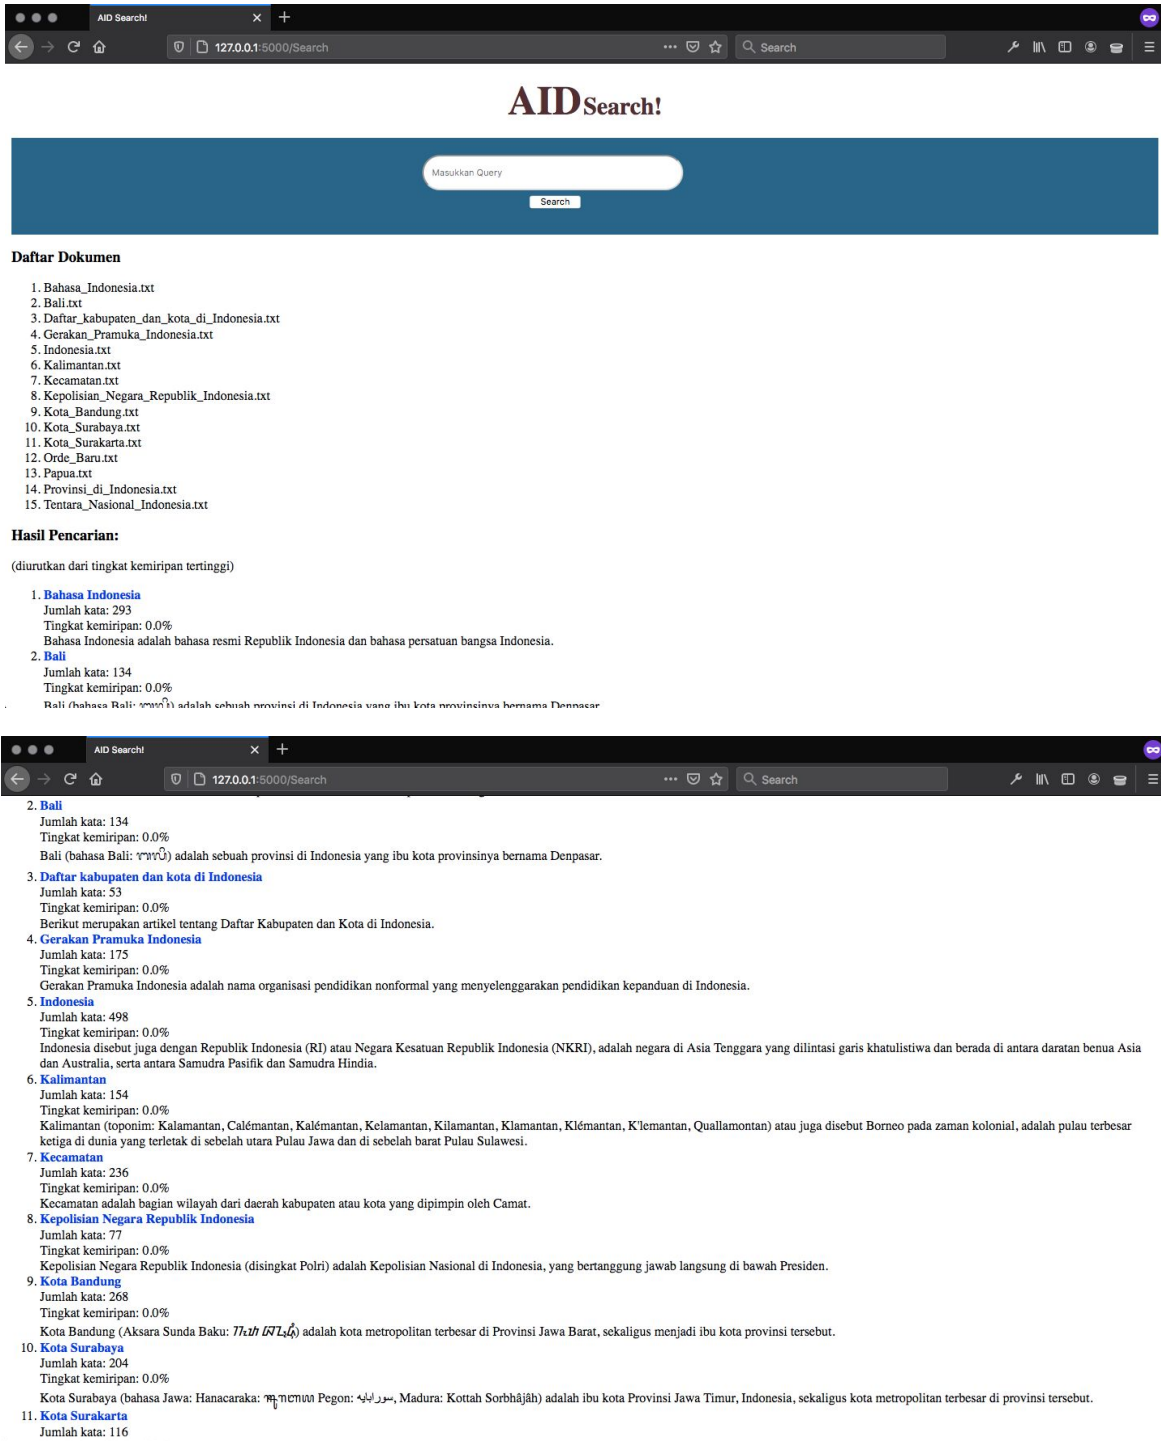 AID Search!
127.0.0.1:5000/Search
Search
AID Search!
Masukkan Query
Search
Daftar Dokumen
1. Bahasa_Indonesia.txt
2. Bali.txt
3. Daftar_kabupaten_dan_kota_di_Indonesia.txt
4. Gerakan_Pramuka_Indonesia.txt
5. Indonesia.txt
6. Kalimantan.txt
7. Kecamatan.txt
8. Kepolisian_Negara_Republik_Indonesia.txt
9. Kota_Bandung.txt
10. Kota_Surabaya.txt
11. Kota_Surakarta.txt
12. Orde_Baru.txt
13. Papua.txt
14. Provinsi_di_Indonesia.txt
15. Tentara_Nasional_Indonesia.txt
Hasil Pencarian:
(diurutkan dari tingkat kemiripan tertinggi)
1. Bahasa Indonesia
Jumlah kata: 293
Tingkat kemiripan: 0.0%
Bahasa Indonesia adalah bahasa resmi Republik Indonesia dan bahasa persatuan bangsa Indonesia.
2. Bali
Jumlah kata: 134
Tingkat kemiripan: 0.0%
Bali (bahasa Bali: ) adalah sebuah provinsi di Indonesia yang ibu kota provinsinya bernama Denpasar
AID Search!
127.0.0.1:5000/Search
Search
2. Bali
Jumlah kata: 134
Tingkat kemiripan: 0.0%
Bali (bahasa Bali: ) adalah sebuah provinsi di Indonesia yang ibu kota provinsinya bernama Denpasar.
3. Daftar kabupaten dan kota di Indonesia
Jumlah kata: 53
Tingkat kemiripan: 0.0%
Berikut merupakan artikel tentang Daftar Kabupaten dan Kota di Indonesia.
4. Gerakan Pramuka Indonesia
Jumlah kata: 175
Tingkat kemiripan: 0.0%
Gerakan Pramuka Indonesia adalah nama organisasi pendidikan nonformal yang menyelenggarakan pendidikan kepanduan di Indonesia.
5. Indonesia
Jumlah kata: 498
Tingkat kemiripan: 0.0%
Indonesia disebut juga dengan Republik Indonesia (RI) atau Negara Kesatuan Republik Indonesia (NKRI), adalah negara di Asia Tenggara yang dilintasi garis khatulistiwa dan berada di antara daratan benua Asia
dan Australia, serta antara Samudra Pasifik dan Samudra Hindia.
6. Kalimantan
Jumlah kata: 154
Tingkat kemiripan: 0.0%
Kalimantan (toponim: Kalamantan, Calémantan, Kalémantan, Kelamantan, Kilamantan, Klamantan, Klémantan, K'lemantan, Quallamontan) atau juga disebut Borneo pada zaman kolonial, adalah pulau terbesar
ketiga di dunia yang terletak di sebelah utara Pulau Jawa dan di sebelah barat Pulau Sulawesi.
7. Kecamatan
Jumlah kata: 236
Tingkat kemiripan: 0.0%
Kecamatan adalah bagian wilayah dari daerah kabupaten atau kota yang dipimpin oleh Camat.
8. Kepolisian Negara Republik Indonesia
Jumlah kata: 77
Tingkat kemiripan: 0.0%
Kepolisian Negara Republik Indonesia (disingkat Polri) adalah Kepolisian Nasional di Indonesia, yang bertanggung jawab langsung di bawah Presiden.
9. Kota Bandung
Jumlah kata: 268
Tingkat kemiripan: 0.0%
Kota Bandung (Aksara Sunda Baku: ) adalah kota metropolitan terbesar di Provinsi Jawa Barat, sekaligus menjadi ibu kota provinsi tersebut.
10. Kota Surabaya
Jumlah kata: 204
Tingkat kemiripan: 0.0%
Kota Surabaya (bahasa Jawa: Hanacaraka: Pegon: سورابايه, Madura: Kottah Sorbhâjâh) adalah ibu kota Provinsi Jawa Timur, Indonesia, sekaligus kota metropolitan terbesar di provinsi tersebut.
11. Kota Surakarta
Jumlah kata: 116